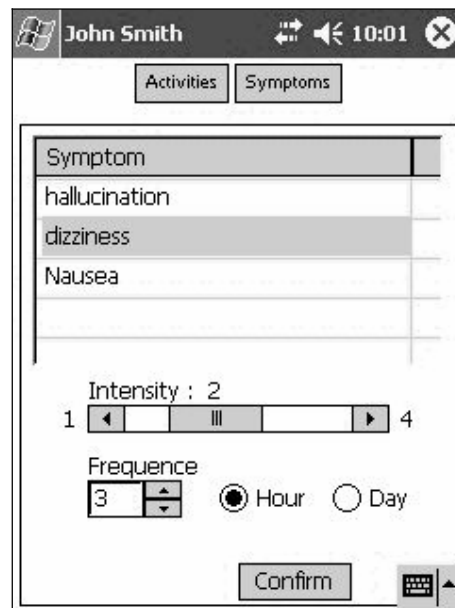 John Smith 10:01
Activities Symptoms
Symptom
hallucination
dizziness
Nausea
Intensity : 2
1 4
Frequence
3 Hour Day
Confirm